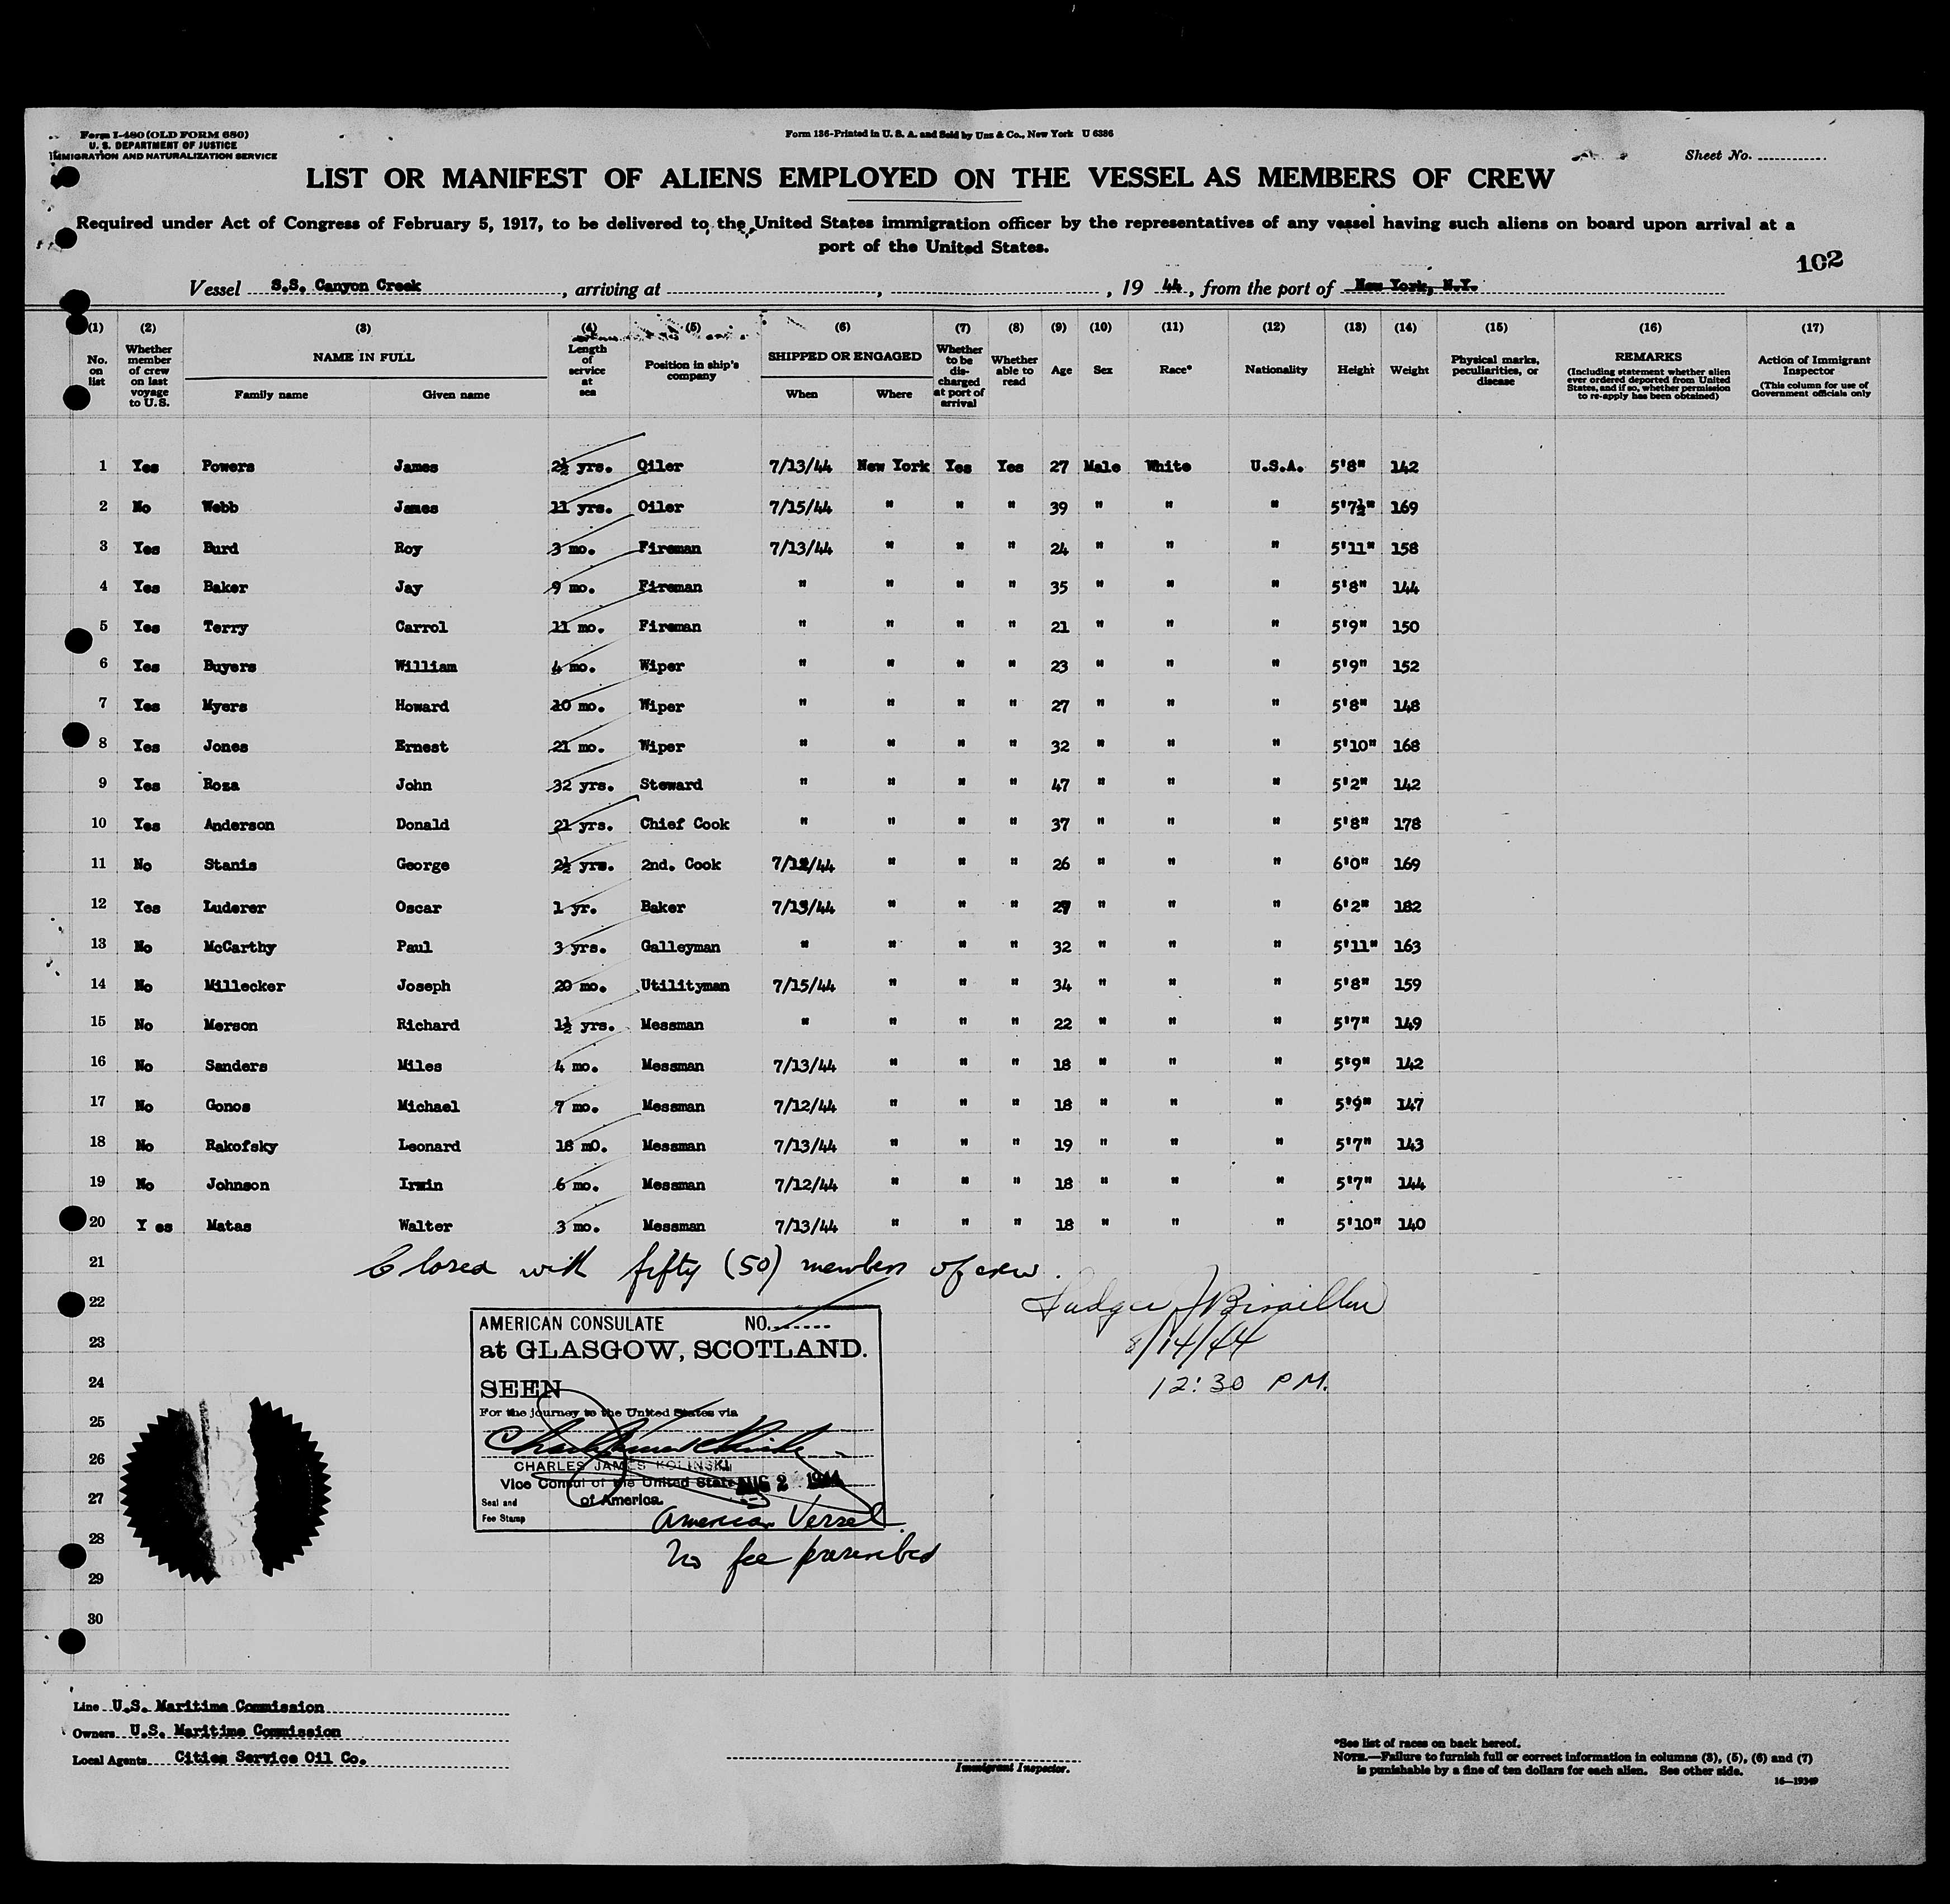 Form I-480 (OLD FORM 680)
U. S. DEPARTMENT OF JUSTICE
IMMIGRATION AND NATURALIZATION SERVICE
Form 136-Printed in U. S. A. and Sold by Unz & Co., New York U 6386
Sheet No.
LIST OR MANIFEST OF ALIENS EMPLOYED ON THE VESSEL AS MEMBERS OF CREW
Required under Act of Congress of February 5, 1917, to be delivered to the United States immigration officer by the representatives of any vessel having such aliens on board upon arrival at a
port of the United States.
102
Vessel S.S. Canyon Creek, arriving at , , 19 44, from the port of New York, N.Y.
(1) (2) (3) (4) (5) (6) (7) (8) (9) (10) (11) (12) (13) (14) (15) (16) (17)
No. on list Whether member of crew on last voyage to U.S. NAME IN FULL Family name Given name Length of service at sea Position in ship's company SHIPPED OR ENGAGED When Where Whether to be discharged at port of arrival Whether able to read Age Sex Race* Nationality Height Weight Physical marks, peculiarities, or disease REMARKS (Including statement whether alien ever ordered deported from United States, and if so, whether permission to re-apply has been obtained) Action of Immigrant Inspector (This column for use of Government officials only
1 Yes Powers James 2½ yrs. Oiler 7/13/44 New York Yes Yes 27 Male White U.S.A. 5'8" 142
2 No Webb James 11 yrs. Oiler 7/15/44 " " " 39 " " " 5'7½" 169
3 Yes Burd Roy 3 mo. Fireman 7/13/44 " " " 24 " " " 5'11" 158
4 Yes Baker Jay 9 mo. Fireman " " " " 35 " " " 5'8" 144
5 Yes Terry Carrol 11 mo. Fireman " " " " 21 " " " 5'9" 150
6 Yes Buyers William 4 mo. Wiper " " " " 23 " " " 5'9" 152
7 Yes Myers Howard 10 mo. Wiper " " " " 27 " " " 5'8" 148
8 Yes Jones Ernest 21 mo. Wiper " " " " 32 " " " 5'10" 168
9 Yes Roza John 32 yrs. Steward " " " " 47 " " " 5'2" 142
10 Yes Anderson Donald 21 yrs. Chief Cook " " " " 37 " " " 5'8" 178
11 No Stanis George 2½ yrs. 2nd. Cook 7/12/44 " " " 26 " " " 6'0" 169
12 Yes Luderer Oscar 1 yr. Baker 7/13/44 " " " 27 " " " 6'2" 182
13 No McCarthy Paul 3 yrs. Galleyman " " " " 32 " " " 5'11" 163
14 No Millecker Joseph 20 mo. Utilityman 7/15/44 " " " 34 " " " 5'8" 159
15 No Merson Richard 1½ yrs. Messman " " " " 22 " " " 5'7" 149
16 No Sanders Miles 4 mo. Messman 7/13/44 " " " 18 " " " 5'9" 142
17 No Gonos Michael 7 mo. Messman 7/12/44 " " " 18 " " " 5'9" 147
18 No Rakofsky Leonard 18 mO. Messman 7/13/44 " " " 19 " " " 5'7" 143
19 No Johnson Irwin 6 mo. Messman 7/12/44 " " " 18 " " " 5'7" 144
20 Y es Matas Walter 3 mo. Messman 7/13/44 " " " 18 " " " 5'10" 140
21 Closed with fifty (50) members of crew.
22
23
24
25
26
27
28
29
30
8/14/44
12:30 P.M.
AMERICAN CONSULATE NO.
at GLASGOW, SCOTLAND.
SEEN
For the journey to the United States via
CHARLES JAMES KOLINSKI
Vice Consul of the United States AUG 2 1944
of America.
Seal and
Fee Stamp
American Vessel
No fee prescribed
Line U.S. Maritime Commission
Owners U.S. Maritime Commission
Local Agents Cities Service Oil Co.
Immigrant Inspector.
*See list of races on back hereof.
NOTE.—Failure to furnish full or correct information in columns (3), (5), (6) and (7)
is punishable by a fine of ten dollars for each alien. See other side.
16—19349